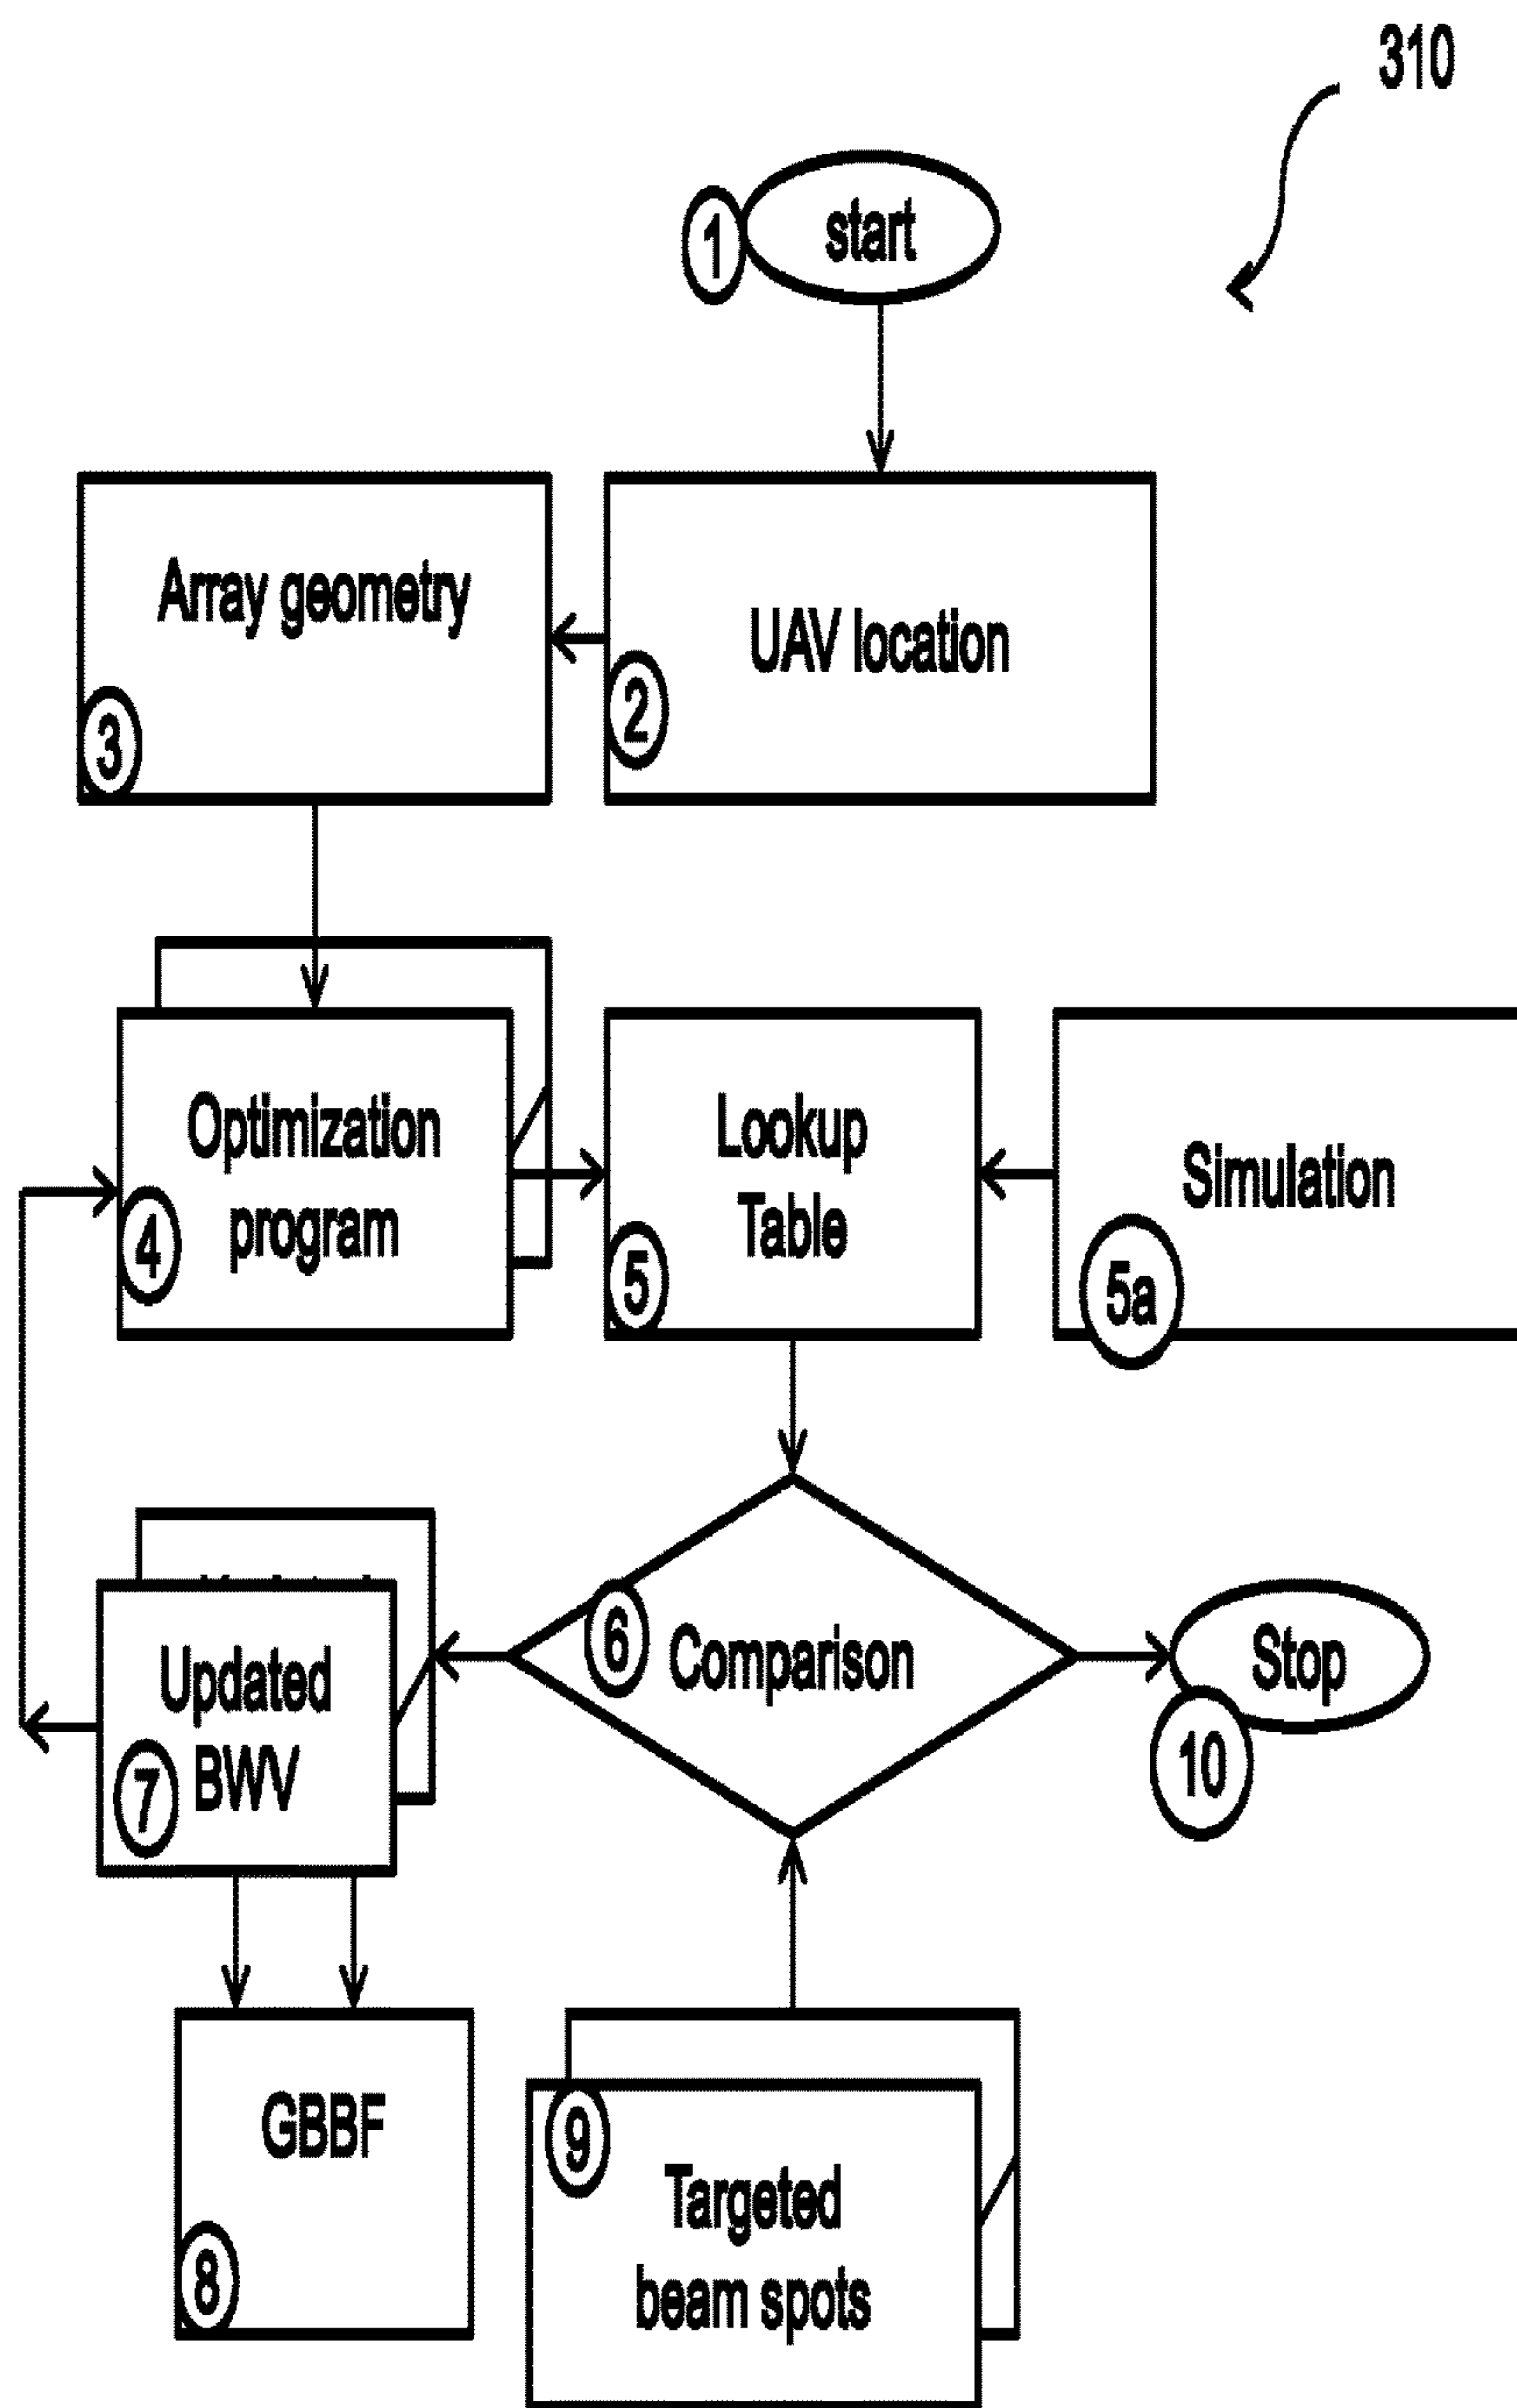 310
1
start
Array geometry
3
UAV location
2
Optimization
program
4
Lookup
Table
5
Simulation
5a
6
Comparison
Stop
10
Updated
BWV
7
GBBF
8
9
Targeted
beam spots